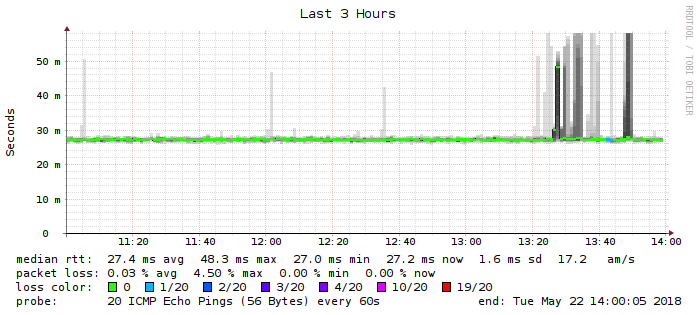 Last 3 Hours
RRDTOOL / TOBI OETIKER
Seconds
50 m
40 m
30 m
20 m
10 m
0
11:20 11:40 12:00 12:20 12:40 13:00 13:20 13:40 14:00
median rtt: 27.4 ms avg 48.3 ms max 27.0 ms min 27.2 ms now 1.6 ms sd 17.2 am/s
packet loss: 0.03 % avg 4.50 % max 0.00 % min 0.00 % now
loss color: 0 1/20 2/20 3/20 4/20 10/20 19/20
probe: 20 ICMP Echo Pings (56 Bytes) every 60s end: Tue May 22 14:00:05 2018